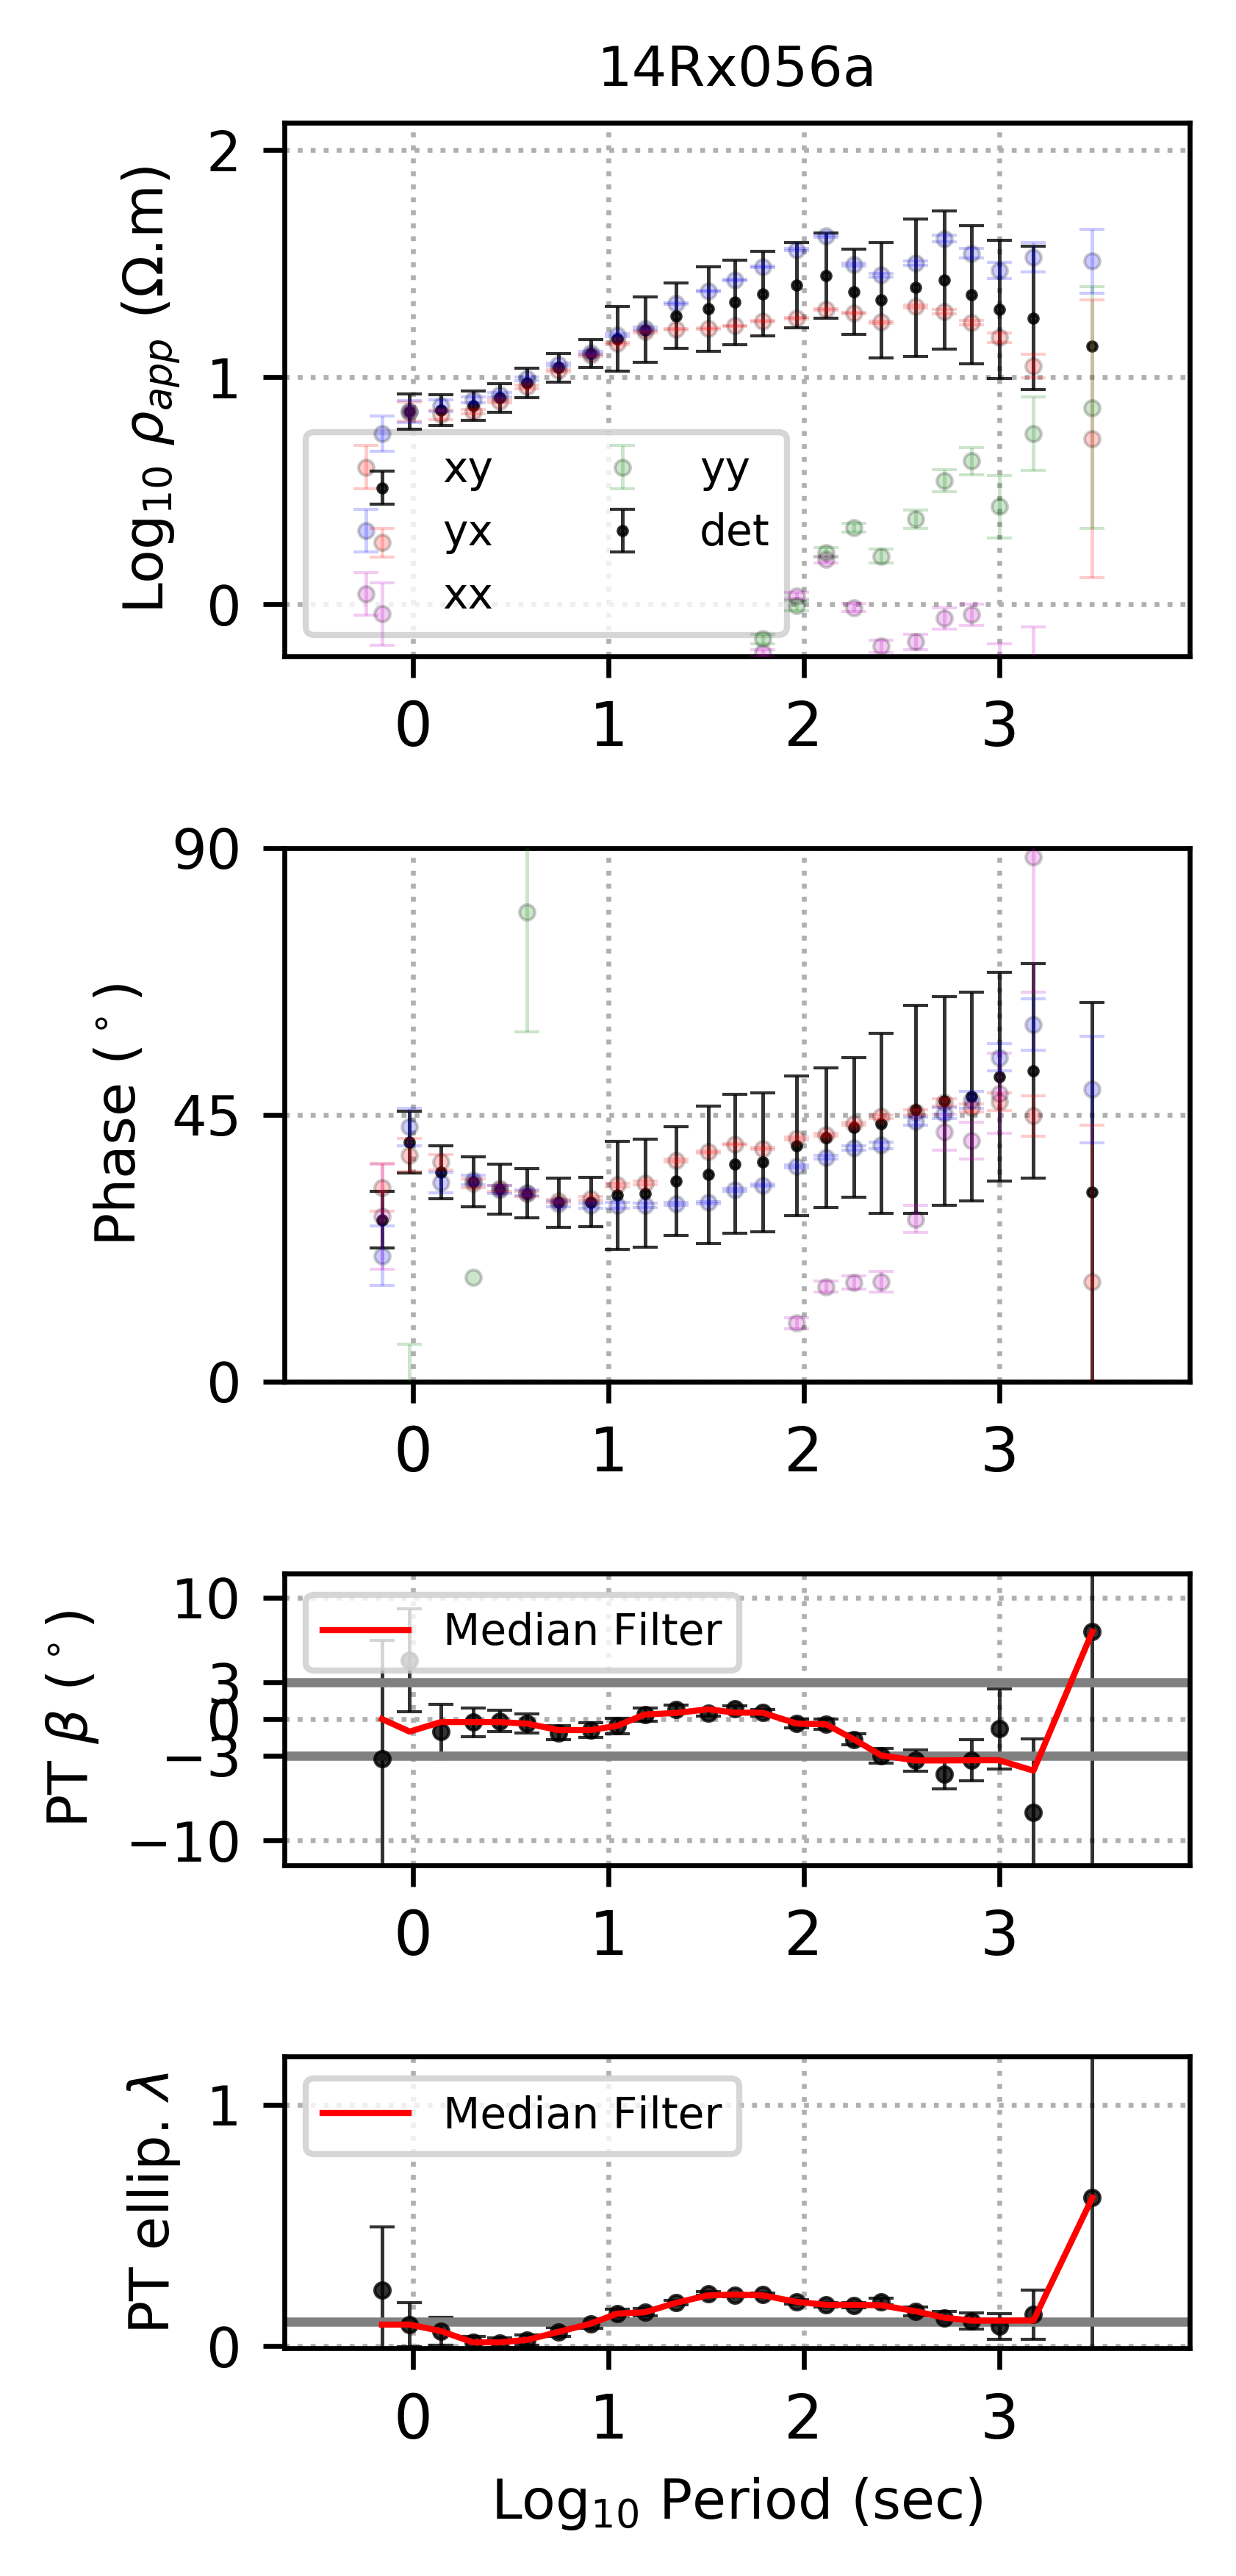 14Rx056a
Log₁₀ ρₐₚₚ (Ω.m)
2
1
0
xy
yx
xx
yy
det
0 1 2 3
Phase (°)
90
45
0
0 1 2 3
PT β (°)
10
3
0
−3
−10
Median Filter
0 1 2 3
PT ellip. λ
1
0
Median Filter
0 1 2 3
Log₁₀ Period (sec)